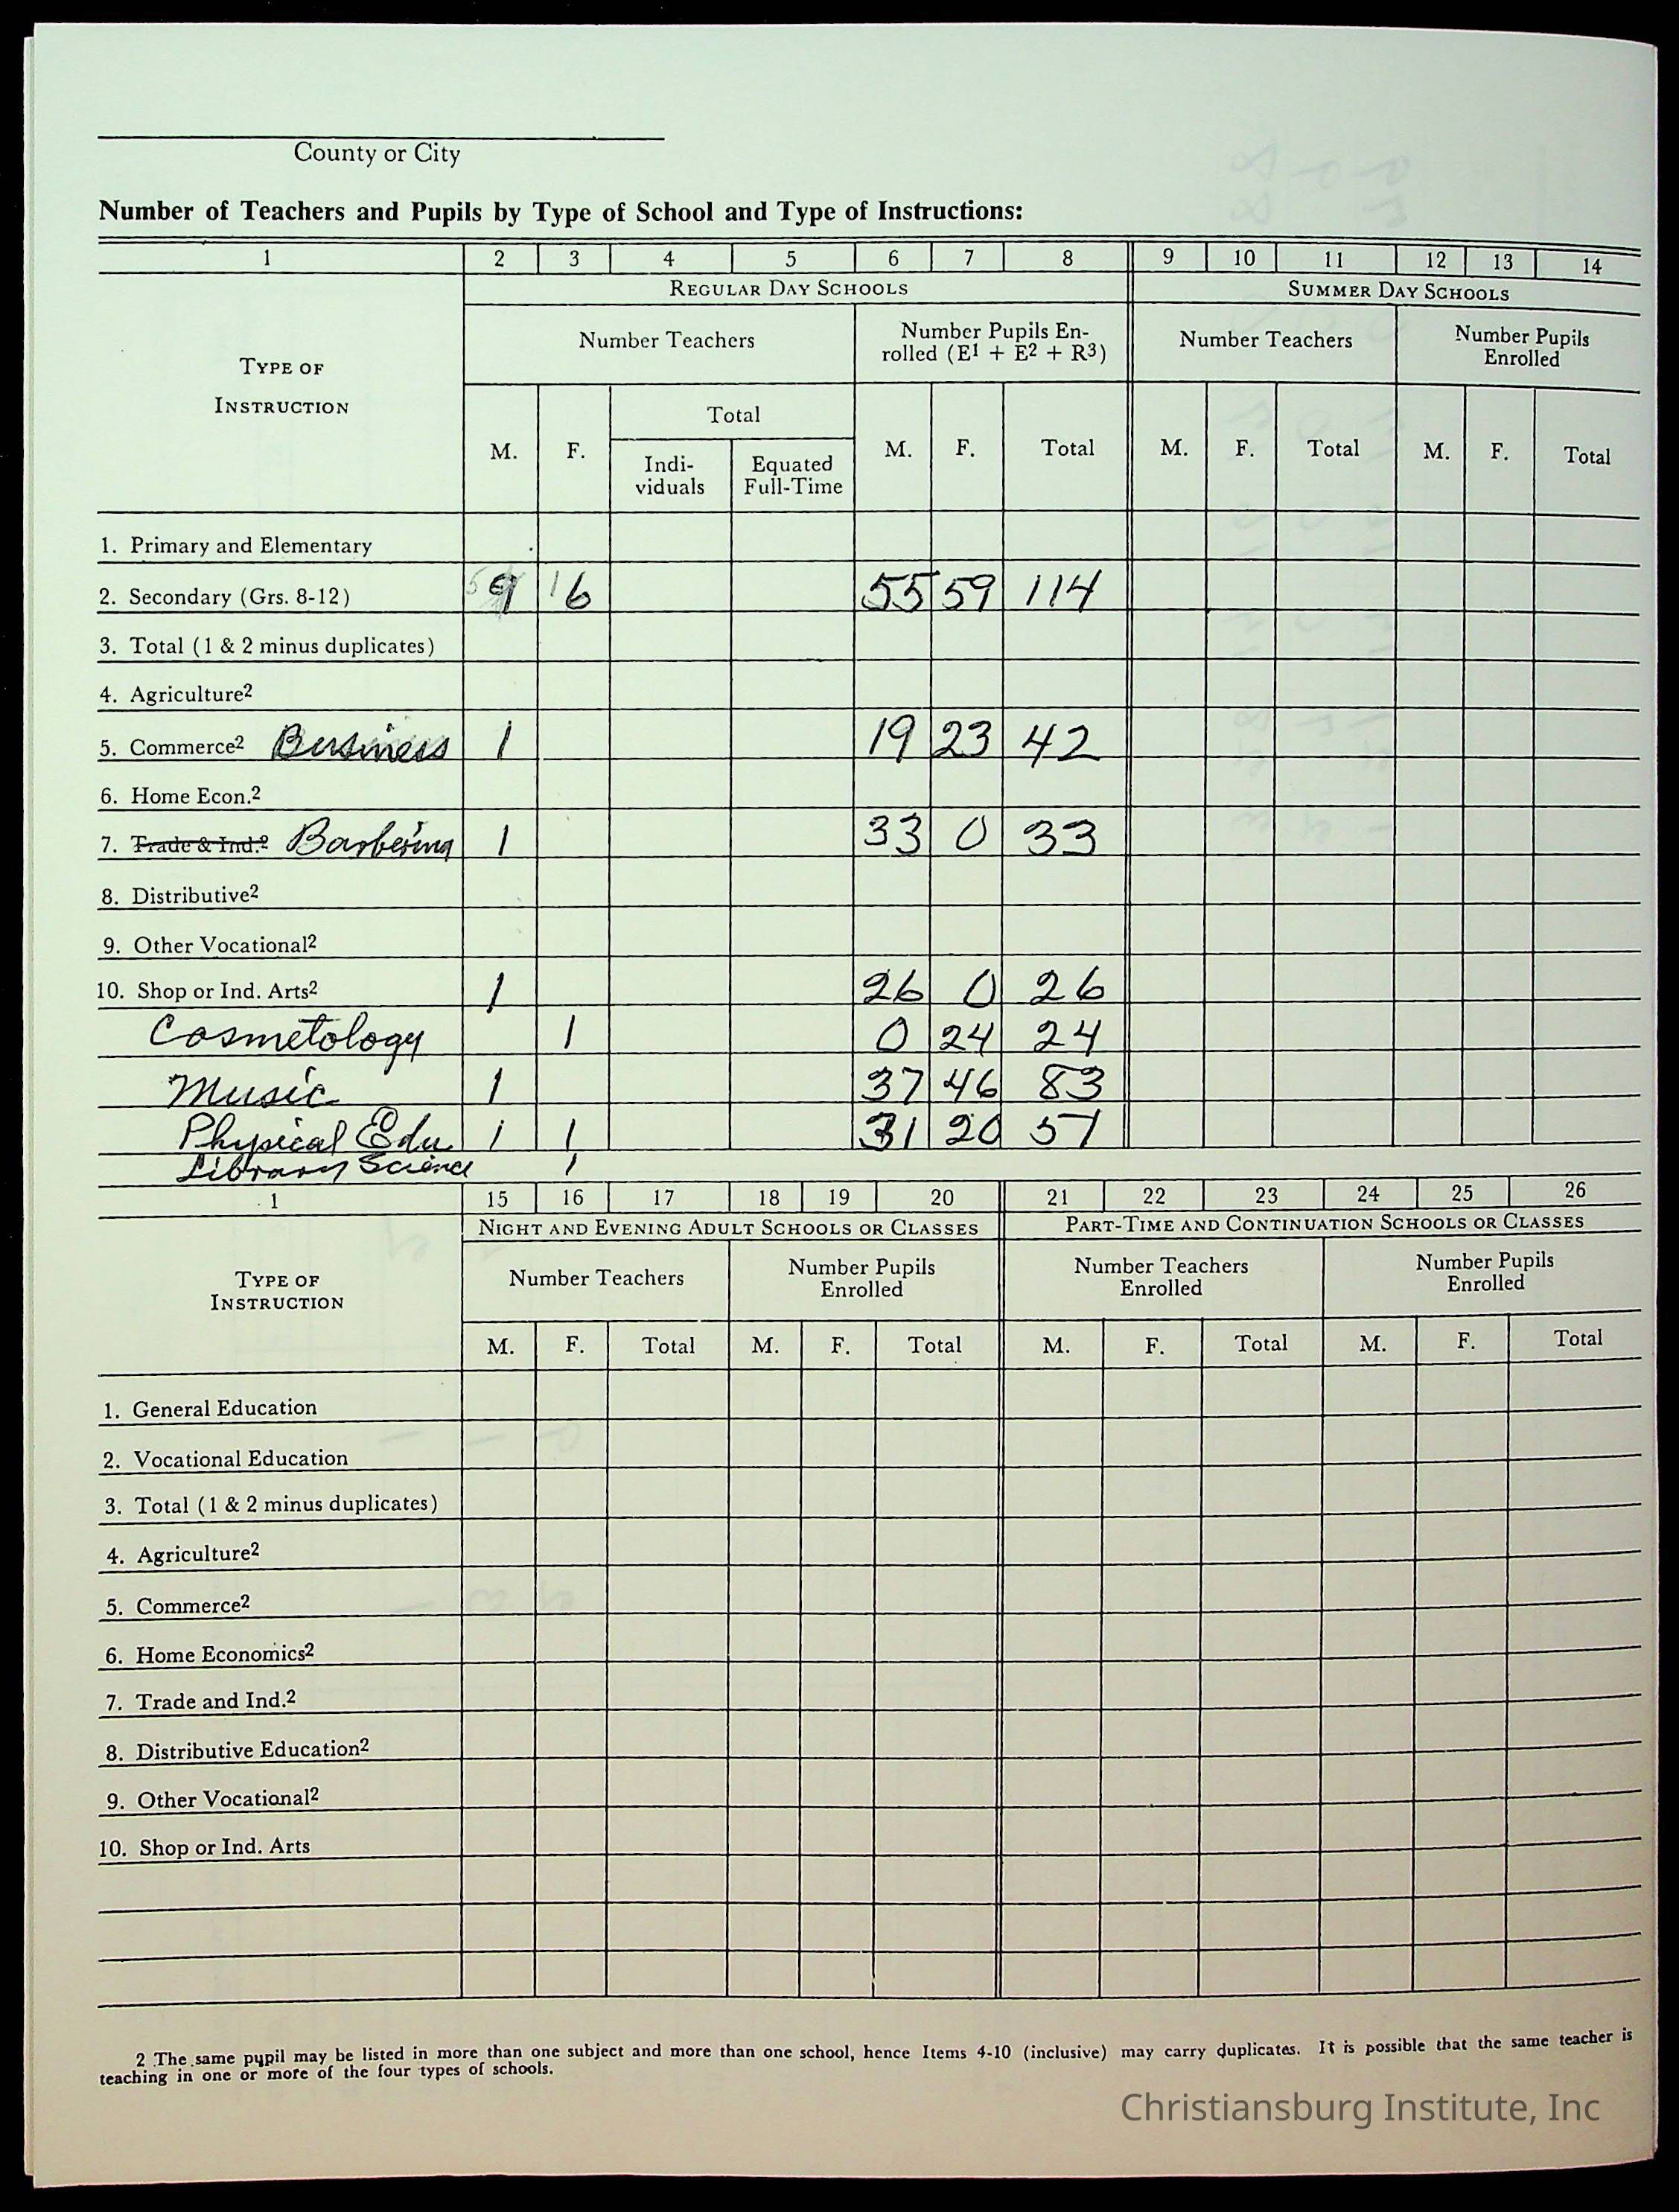 County or City
Number of Teachers and Pupils by Type of School and Type of Instructions:
1 2 3 4 5 6 7 8 9 10 11 12 13 14
REGULAR DAY SCHOOLS SUMMER DAY SCHOOLS
TYPE OF
INSTRUCTION
Number Teachers
Number Pupils En-
rolled (E1 + E2 + R3)
Number Teachers
Number Pupils
Enrolled
M. F.
Total
Indi-
viduals
Equated
Full-Time
M. F. Total M. F. Total M. F. Total
1. Primary and Elementary
2. Secondary (Grs. 8-12) 9 6 55 59 114
3. Total (1 & 2 minus duplicates)
4. Agriculture2
5. Commerce2 Business 1 19 23 42
6. Home Econ.2
7. Trade & Ind.2 Barbering 1 33 0 33
8. Distributive2
9. Other Vocational2
10. Shop or Ind. Arts2 1 26 0 26
Cosmetology 1 0 24 24
Music 1 37 46 83
Physical Edu 1 1 31 20 51
Library Science 1
1 15 16 17 18 19 20 21 22 23 24 25 26
NIGHT AND EVENING ADULT SCHOOLS OR CLASSES PART-TIME AND CONTINUATION SCHOOLS OR CLASSES
TYPE OF
INSTRUCTION
Number Teachers
Number Pupils
Enrolled
Number Teachers
Enrolled
Number Pupils
Enrolled
M. F. Total M. F. Total M. F. Total M. F. Total
1. General Education
2. Vocational Education
3. Total (1 & 2 minus duplicates)
4. Agriculture2
5. Commerce2
6. Home Economics2
7. Trade and Ind.2
8. Distributive Education2
9. Other Vocational2
10. Shop or Ind. Arts
2 The same pupil may be listed in more than one subject and more than one school, hence Items 4-10 (inclusive) may carry duplicates. It is possible that the same teacher is
teaching in one or more of the four types of schools.
Christiansburg Institute, Inc